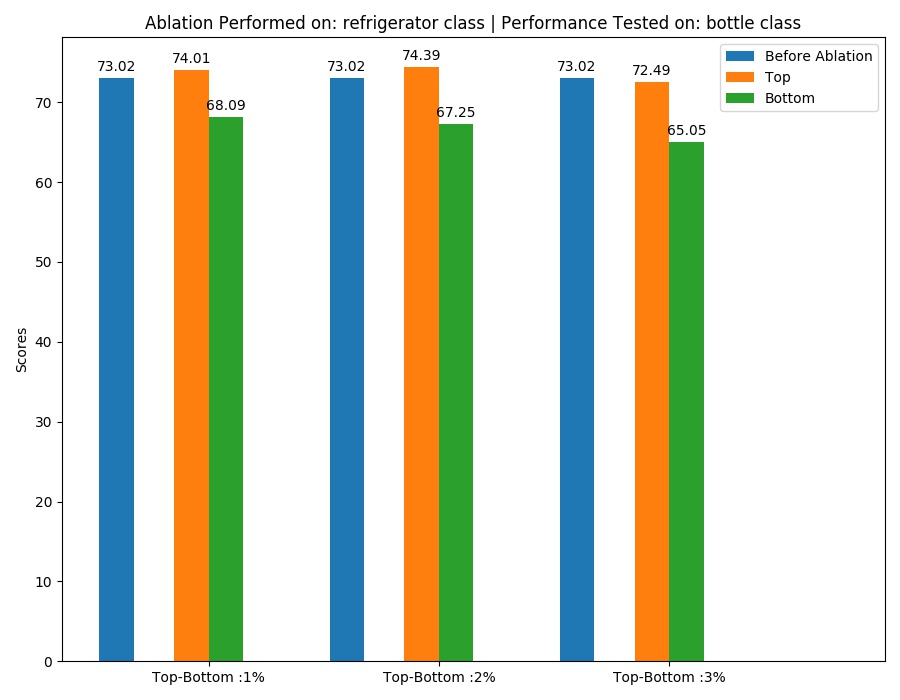 Ablation Performed on: refrigerator class | Performance Tested on: bottle class
Before Ablation
Top
Bottom
73.02
74.01
68.09
73.02
74.39
67.25
73.02
72.49
65.05
Scores
70
60
50
40
30
20
10
0
Top-Bottom :1%
Top-Bottom :2%
Top-Bottom :3%